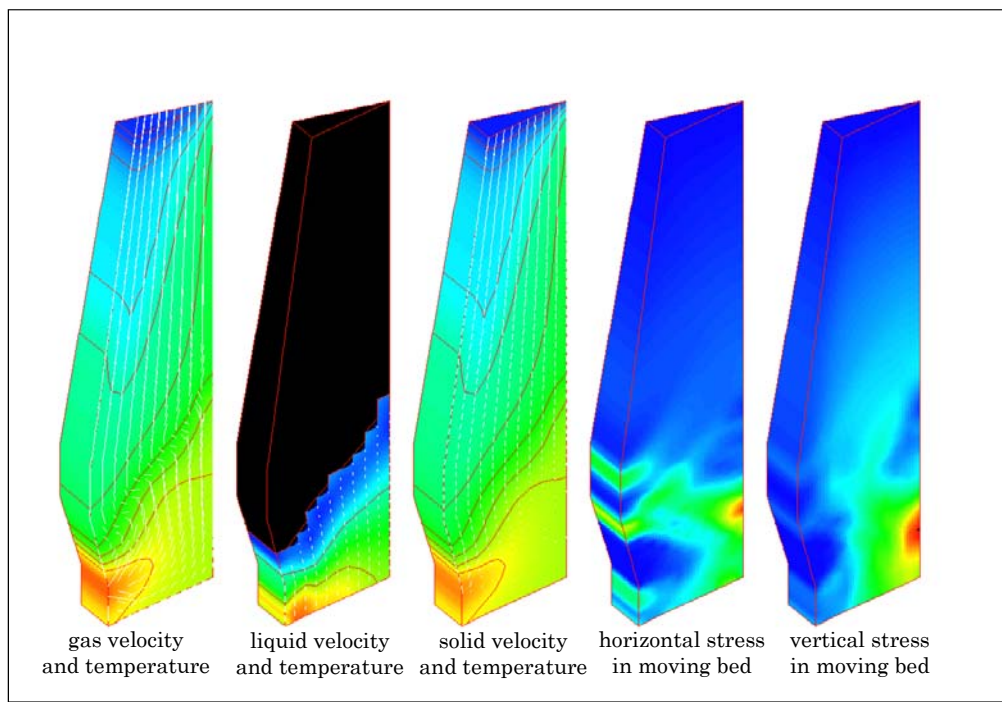 gas velocity
and temperature
liquid velocity
and temperature
solid velocity
and temperature
horizontal stress
in moving bed
vertical stress
in moving bed